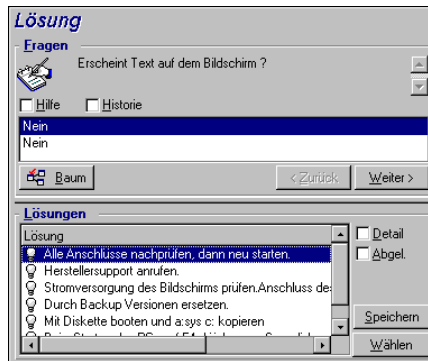 Lösung
Fragen
Erscheint Text auf dem Bildschirm ?
Hilfe Historie
Nein
Nein
Baum < Zurück Weiter >
Lösungen
Lösung
Detail
Alle Anschlüsse nachprüfen, dann neu starten.
Abgel.
Herstellersupport anrufen.
Stromversorgung des Bildschirms prüfen.Anschluss de
Durch Backup Versionen ersetzen.
Speichern
Mit Diskette booten und a:sys c: kopieren
Wählen